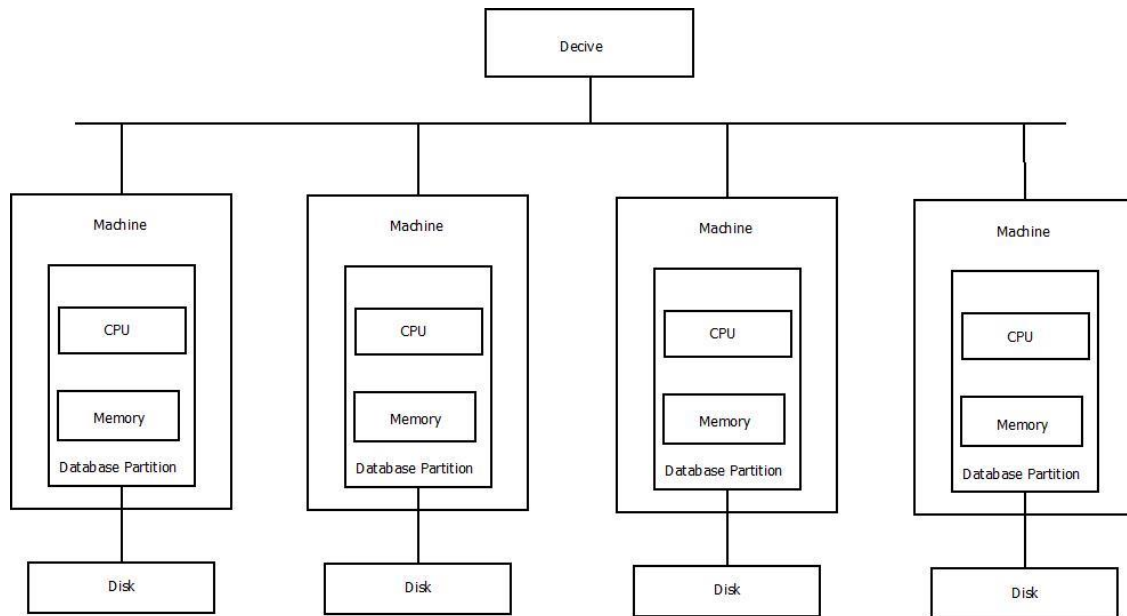 Decive
Machine
Machine
Machine
Machine
CPU
CPU
CPU
CPU
Memory
Memory
Memory
Memory
Database Partition
Database Partition
Database Partition
Database Partition
Disk
Disk
Disk
Disk